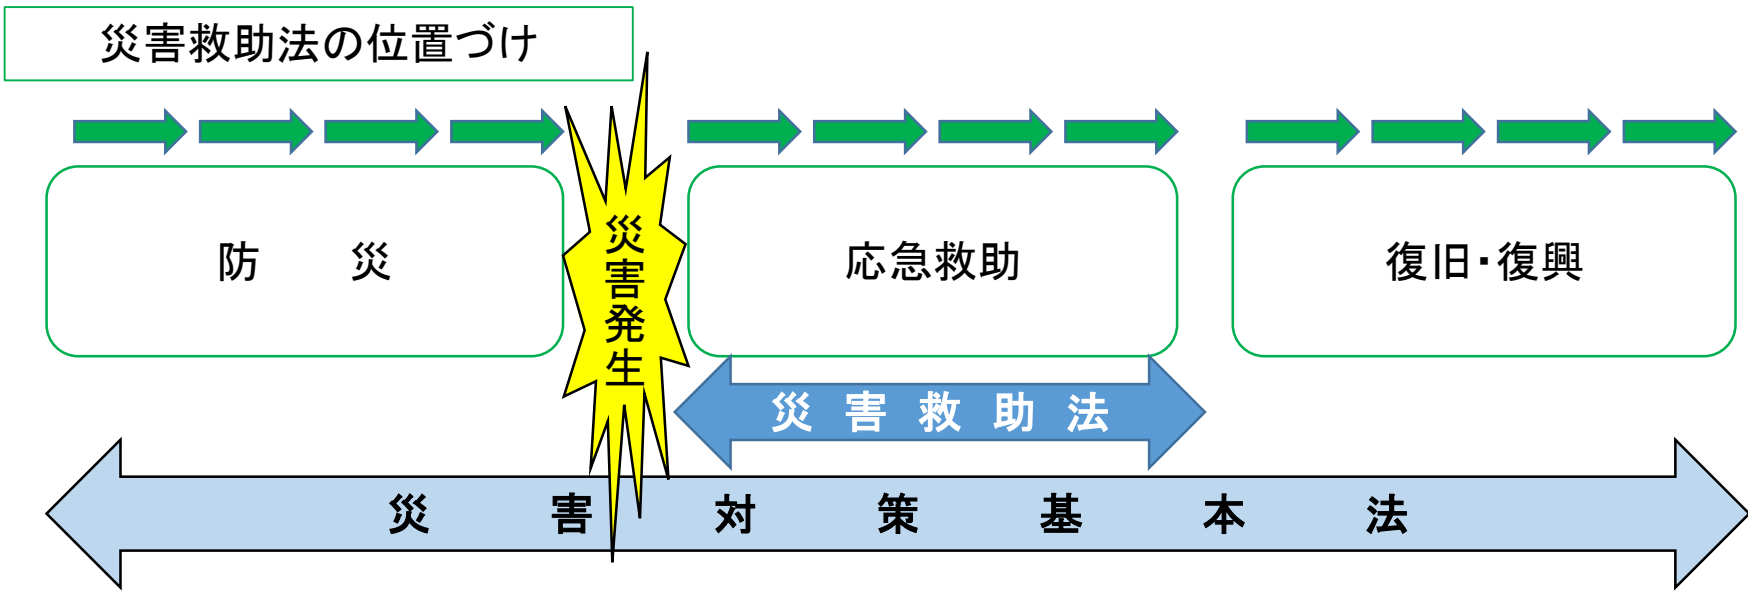 災害救助法の位置づけ
防　　災
災害発生
応急救助
復旧・復興
災 害 救 助 法
災　害　対　策　基　本　法